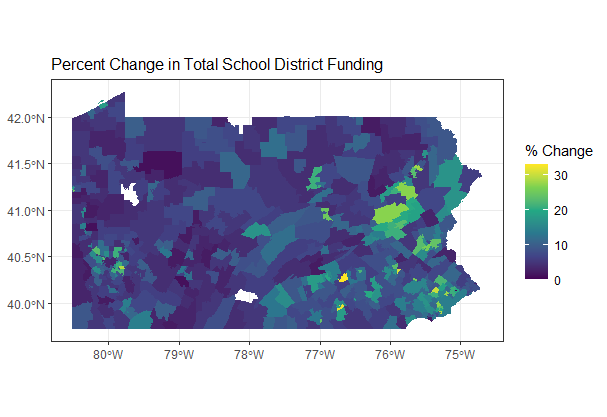 Percent Change in Total School District Funding
42.0°N
41.5°N
41.0°N
40.5°N
40.0°N
80°W
79°W
78°W
77°W
76°W
75°W
% Change
30
20
10
0